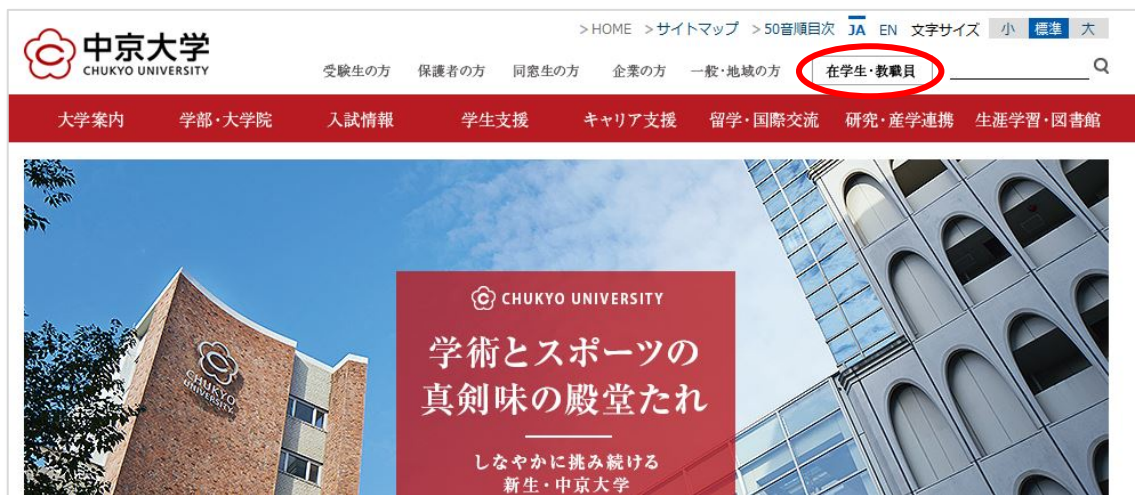 >HOME >サイトマップ >50音順目次 JA EN 文字サイズ 小 標準 大
中京大学
CHUKYO UNIVERSITY
受験生の方 保護者の方 同窓生の方 企業の方 一般・地域の方 在学生・教職員
大学案内 学部・大学院 入試情報 学生支援 キャリア支援 留学・国際交流 研究・産学連携 生涯学習・図書館
CHUKYO UNIVERSITY
学術とスポーツの
真剣味の殿堂たれ
しなやかに挑み続ける
新生・中京大学
CHUKYO
UNIVERSITY